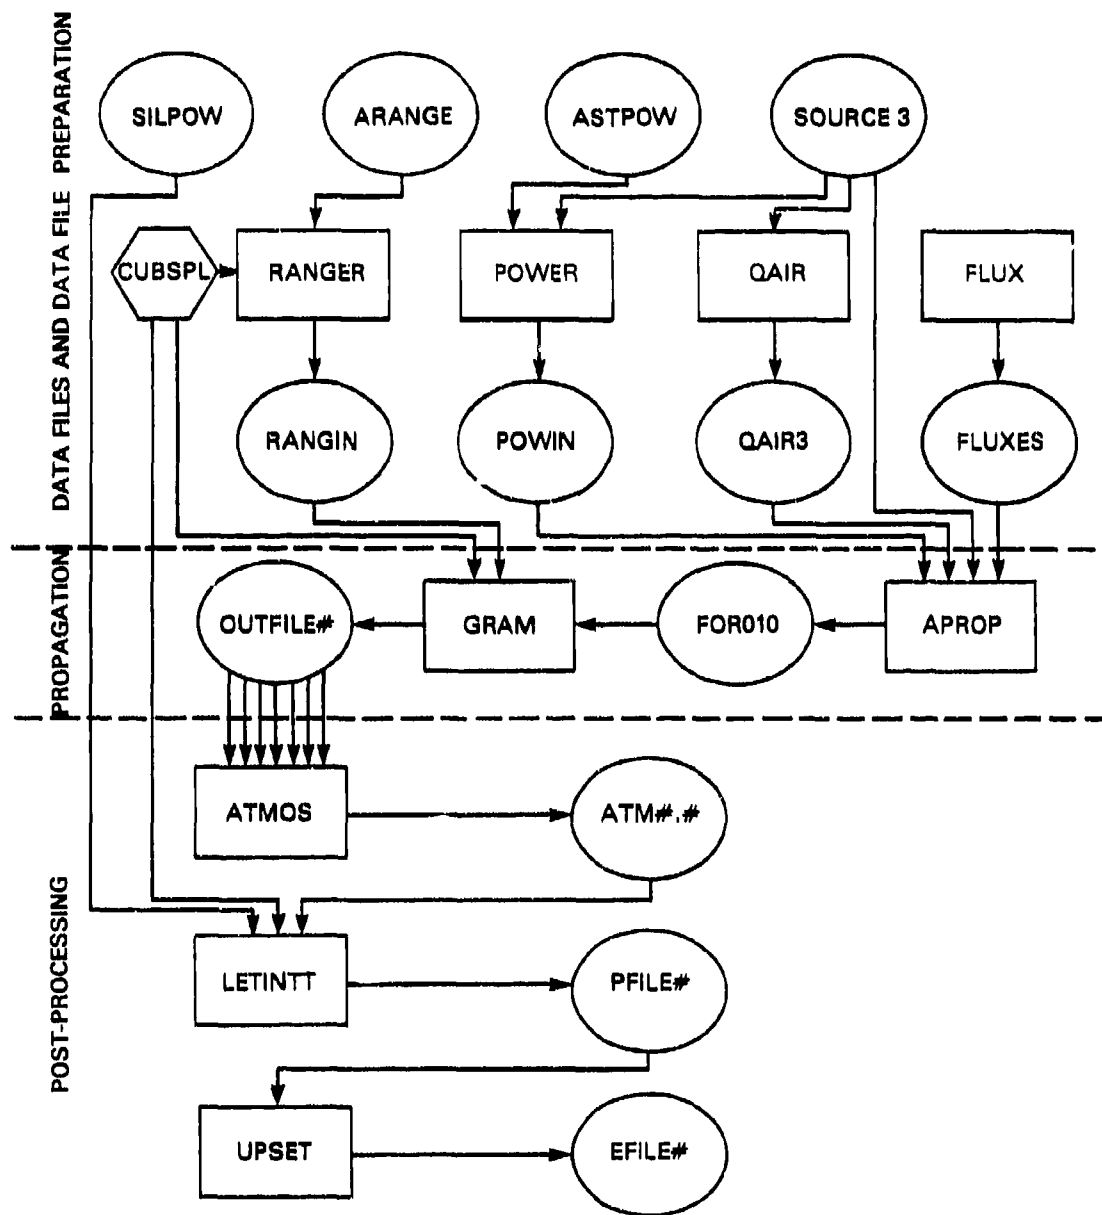 DATA FILES AND DATA FILE PREPARATION
SILPOW
ARANGE
ASTPOW
SOURCE 3
CUBSPL
RANGER
POWER
QAIR
FLUX
RANGIN
POWIN
QAIR3
FLUXES
PROPAGATION
OUTFILE#
GRAM
FOR010
APROP
POST-PROCESSING
ATMOS
ATM#.#
LETINTT
PFILE#
UPSET
EFILE#